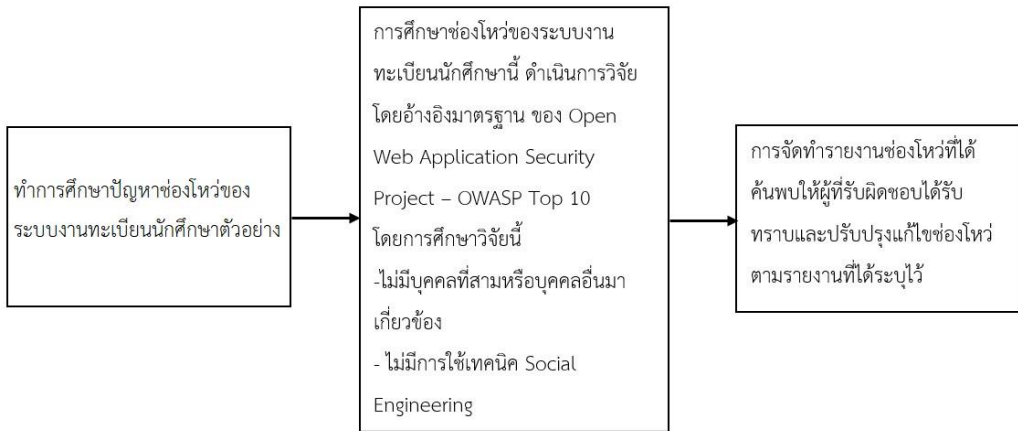 ทำการศึกษาปัญหาช่องโหว่ของ
ระบบงานทะเบียนนักศึกษาตัวอย่าง
การศึกษาช่องโหว่ของระบบงาน
ทะเบียนนักศึกษานี้ ดำเนินการวิจัย
โดยอ้างอิงมาตรฐาน ของ Open
Web Application Security
Project – OWASP Top 10
โดยการศึกษาวิจัยนี้
-ไม่มีบุคคลที่สามหรือบุคคลอื่นมา
เกี่ยวข้อง
- ไม่มีการใช้เทคนิค Social
Engineering
การจัดทำรายงานช่องโหว่ที่ได้
ค้นพบให้ผู้ที่รับผิดชอบได้รับ
ทราบและปรับปรุงแก้ไขช่องโหว่
ตามรายงานที่ได้ระบุไว้